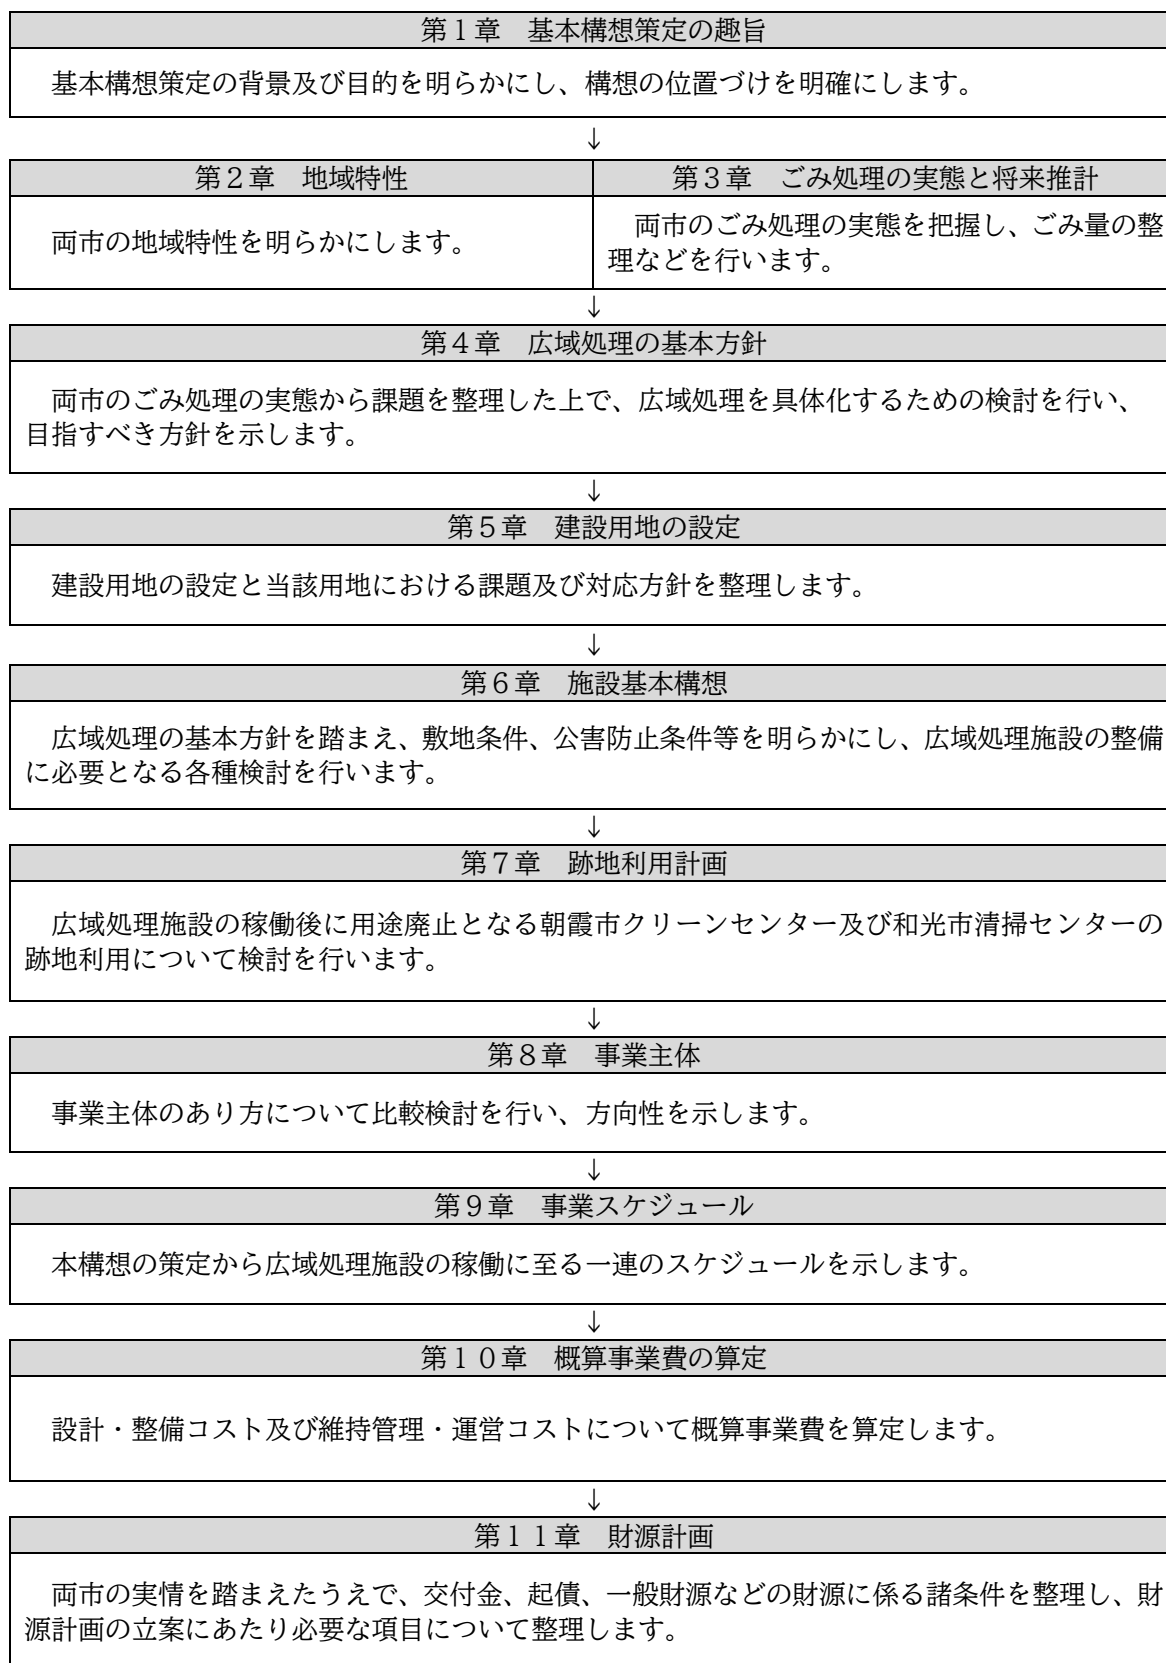 第１章　基本構想策定の趣旨
基本構想策定の背景及び目的を明らかにし、構想の位置づけを明確にします。
↓
第２章　地域特性
両市の地域特性を明らかにします。
第３章　ごみ処理の実態と将来推計
両市のごみ処理の実態を把握し、ごみ量の整
理などを行います。
↓
第４章　広域処理の基本方針
両市のごみ処理の実態から課題を整理した上で、広域処理を具体化するための検討を行い、
目指すべき方針を示します。
↓
第５章　建設用地の設定
建設用地の設定と当該用地における課題及び対応方針を整理します。
↓
第６章　施設基本構想
広域処理の基本方針を踏まえ、敷地条件、公害防止条件等を明らかにし、広域処理施設の整備
に必要となる各種検討を行います。
↓
第７章　跡地利用計画
広域処理施設の稼働後に用途廃止となる朝霞市クリーンセンター及び和光市清掃センターの
跡地利用について検討を行います。
↓
第８章　事業主体
事業主体のあり方について比較検討を行い、方向性を示します。
↓
第９章　事業スケジュール
本構想の策定から広域処理施設の稼働に至る一連のスケジュールを示します。
↓
第１０章　概算事業費の算定
設計・整備コスト及び維持管理・運営コストについて概算事業費を算定します。
↓
第１１章　財源計画
両市の実情を踏まえたうえで、交付金、起債、一般財源などの財源に係る諸条件を整理し、財
源計画の立案にあたり必要な項目について整理します。